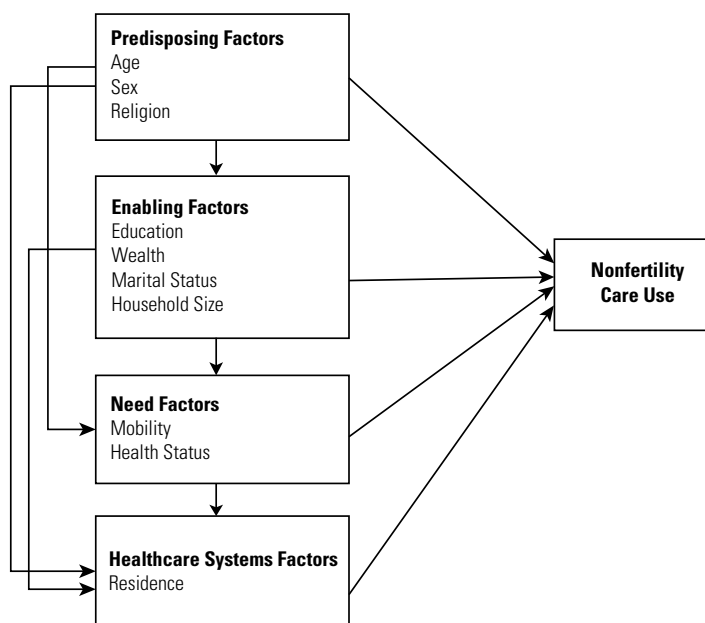 Predisposing Factors
Age
Sex
Religion
Enabling Factors
Education
Wealth
Marital Status
Household Size
Need Factors
Mobility
Health Status
Healthcare Systems Factors
Residence
Nonfertility
Care Use